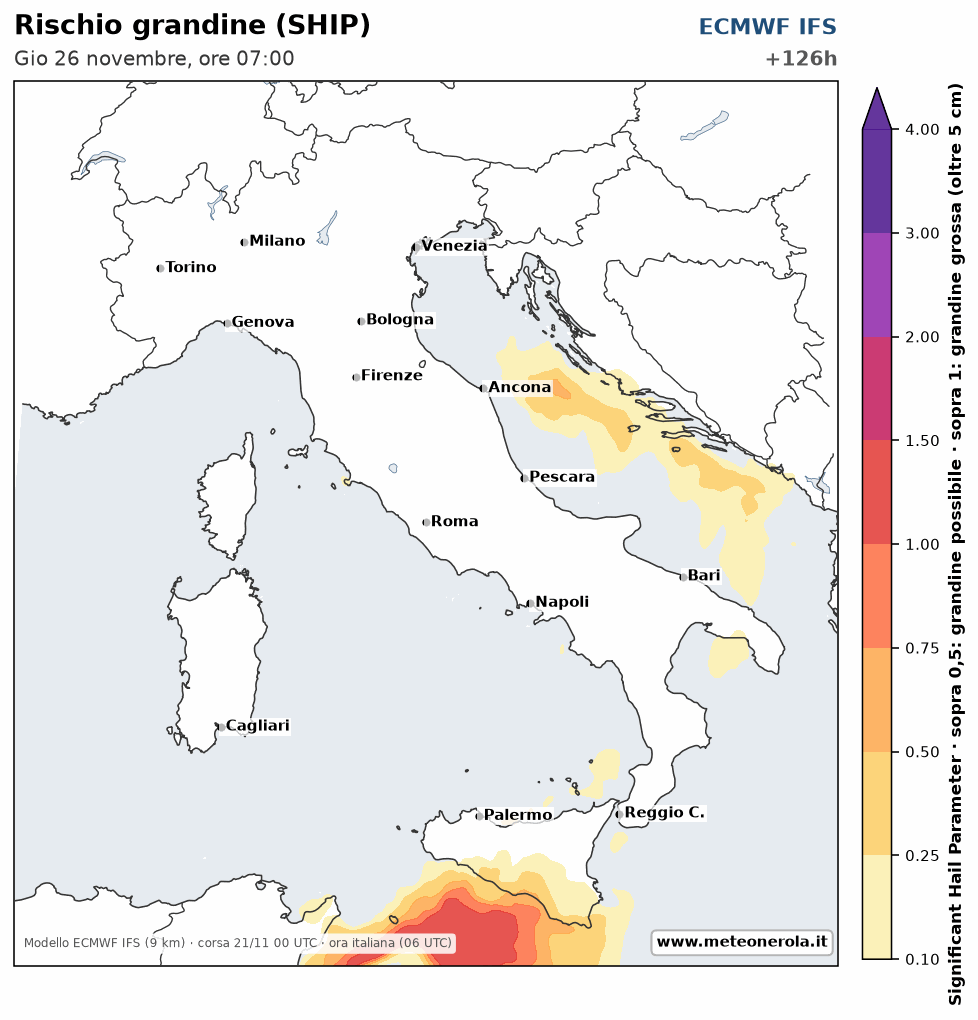 Rischio grandine (SHIP)
ECMWF IFS
Gio 26 novembre, ore 07:00
+126h
Milano
Venezia
Torino
Genova
Bologna
Firenze
Ancona
Pescara
Roma
Bari
Napoli
Cagliari
Palermo
Reggio C.
Modello ECMWF IFS (9 km) · corsa 21/11 00 UTC · ora italiana (06 UTC)
www.meteonerola.it
4.00
3.00
2.00
1.50
1.00
0.75
0.50
0.25
0.10
Significant Hail Parameter · sopra 0,5: grandine possibile · sopra 1: grandine grossa (oltre 5 cm)